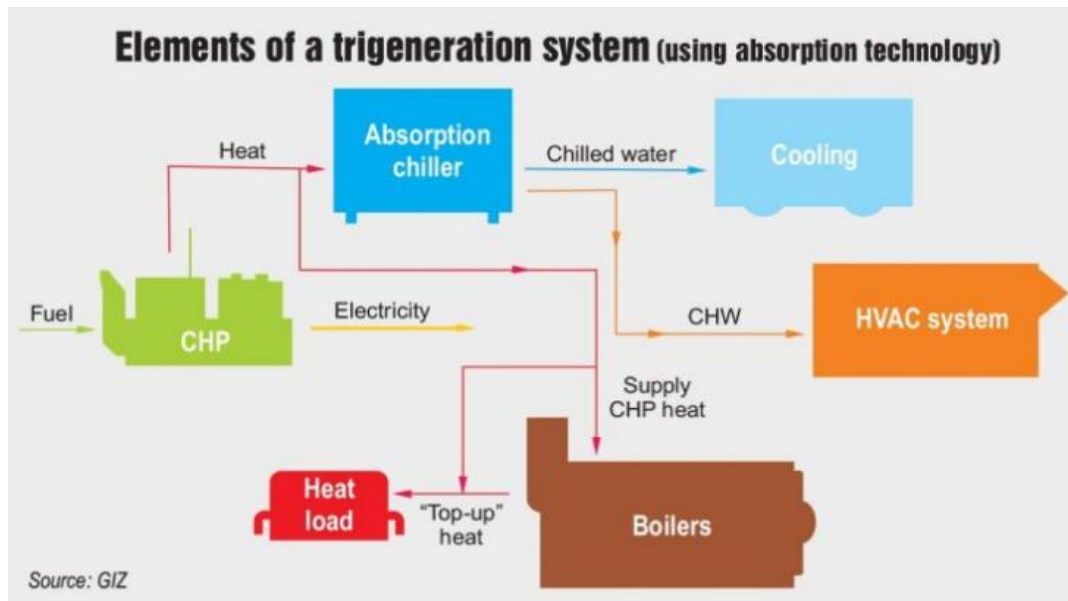 Elements of a trigeneration system (using absorption technology)
Heat
Absorption
chiller
Chilled water
Cooling
Fuel
CHP
Electricity
CHW
HVAC system
Supply
CHP heat
Heat
load
“Top-up”
heat
Boilers
Source: GIZ